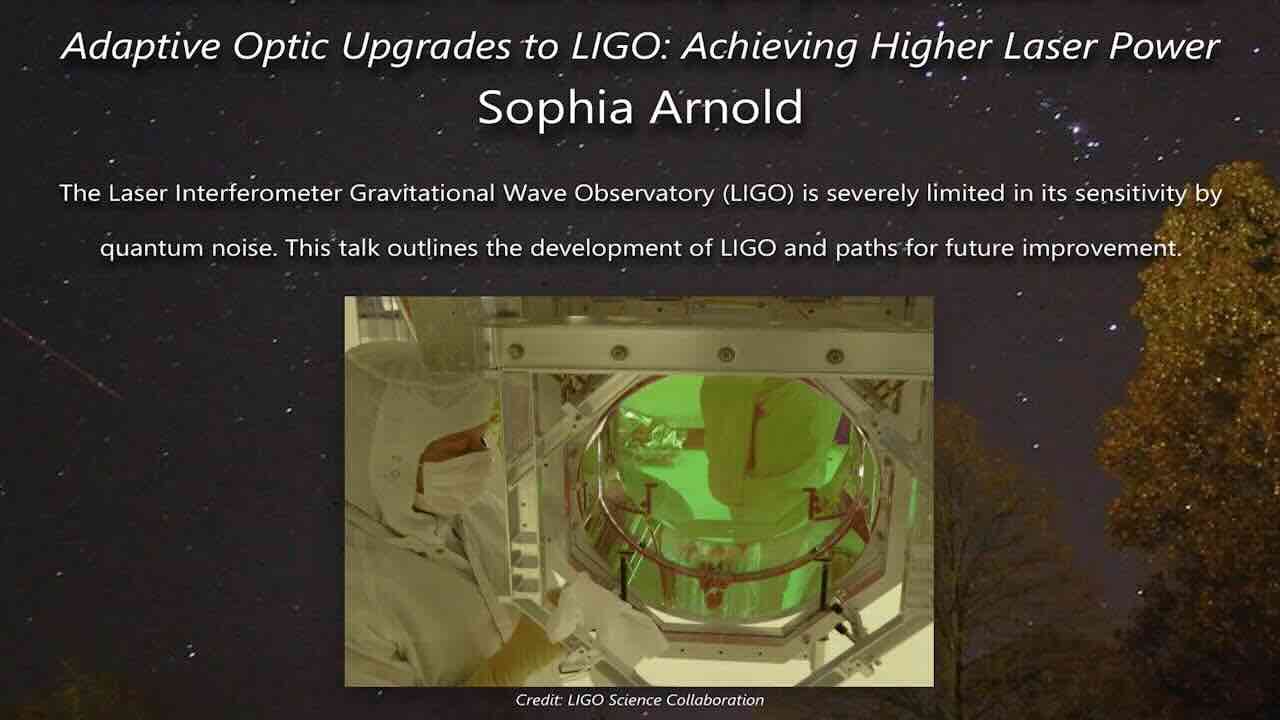 Adaptive Optic Upgrades to LIGO: Achieving Higher Laser Power
Sophia Arnold
The Laser Interferometer Gravitational Wave Observatory (LIGO) is severely limited in its sensitivity by
quantum noise. This talk outlines the development of LIGO and paths for future improvement.
Credit: LIGO Science Collaboration